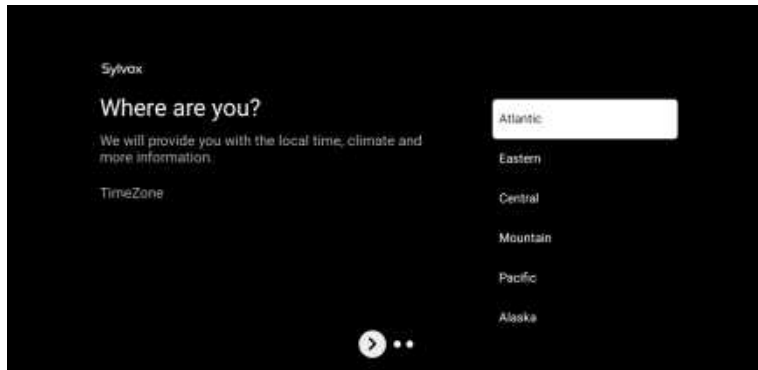 Sylvox
Where are you?
We will provide you with the local time, climate and
more information.
TimeZone
Atlantic
Eastern
Central
Mountain
Pacific
Alaska